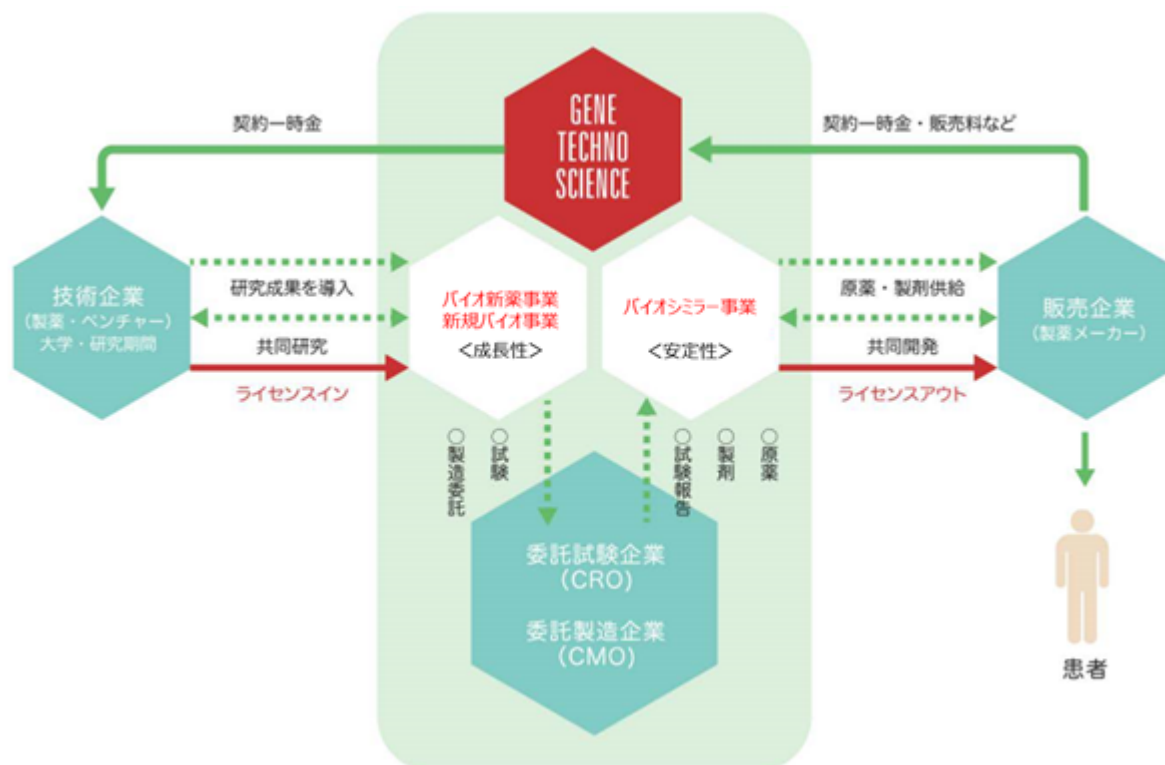 GENE
TECHNO
SCIENCE
契約一時金
契約一時金・販売料など
技術企業
(製薬・ベンチャー)
大学・研究期間
研究成果を導入
共同研究
ライセンスイン
バイオ新薬事業
新規バイオ事業
<成長性>
バイオシミラー事業
<安定性>
原薬・製剤供給
共同開発
ライセンスアウト
販売企業
(製薬メーカー)
○製造委託
○試験
○試験報告
○製剤
○原薬
委託試験企業
(CRO)
委託製造企業
(CMO)
患者